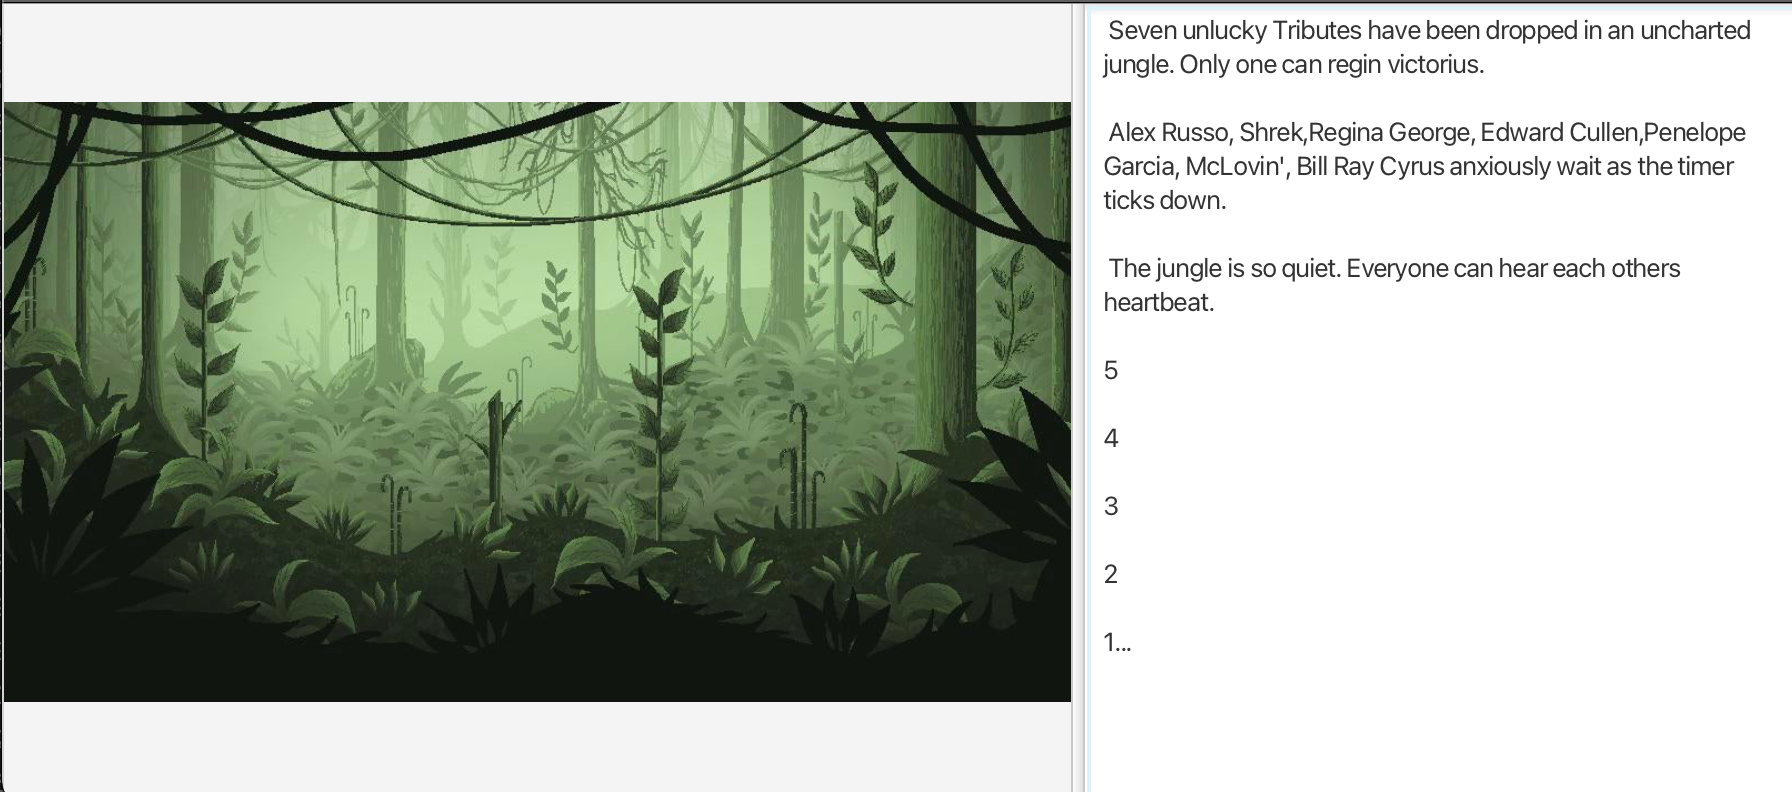 Seven unlucky Tributes have been dropped in an uncharted
jungle. Only one can regin victorius.
Alex Russo, Shrek,Regina George, Edward Cullen,Penelope
Garcia, McLovin', Bill Ray Cyrus anxiously wait as the timer
ticks down.
The jungle is so quiet. Everyone can hear each others
heartbeat.
5
4
3
2
1...